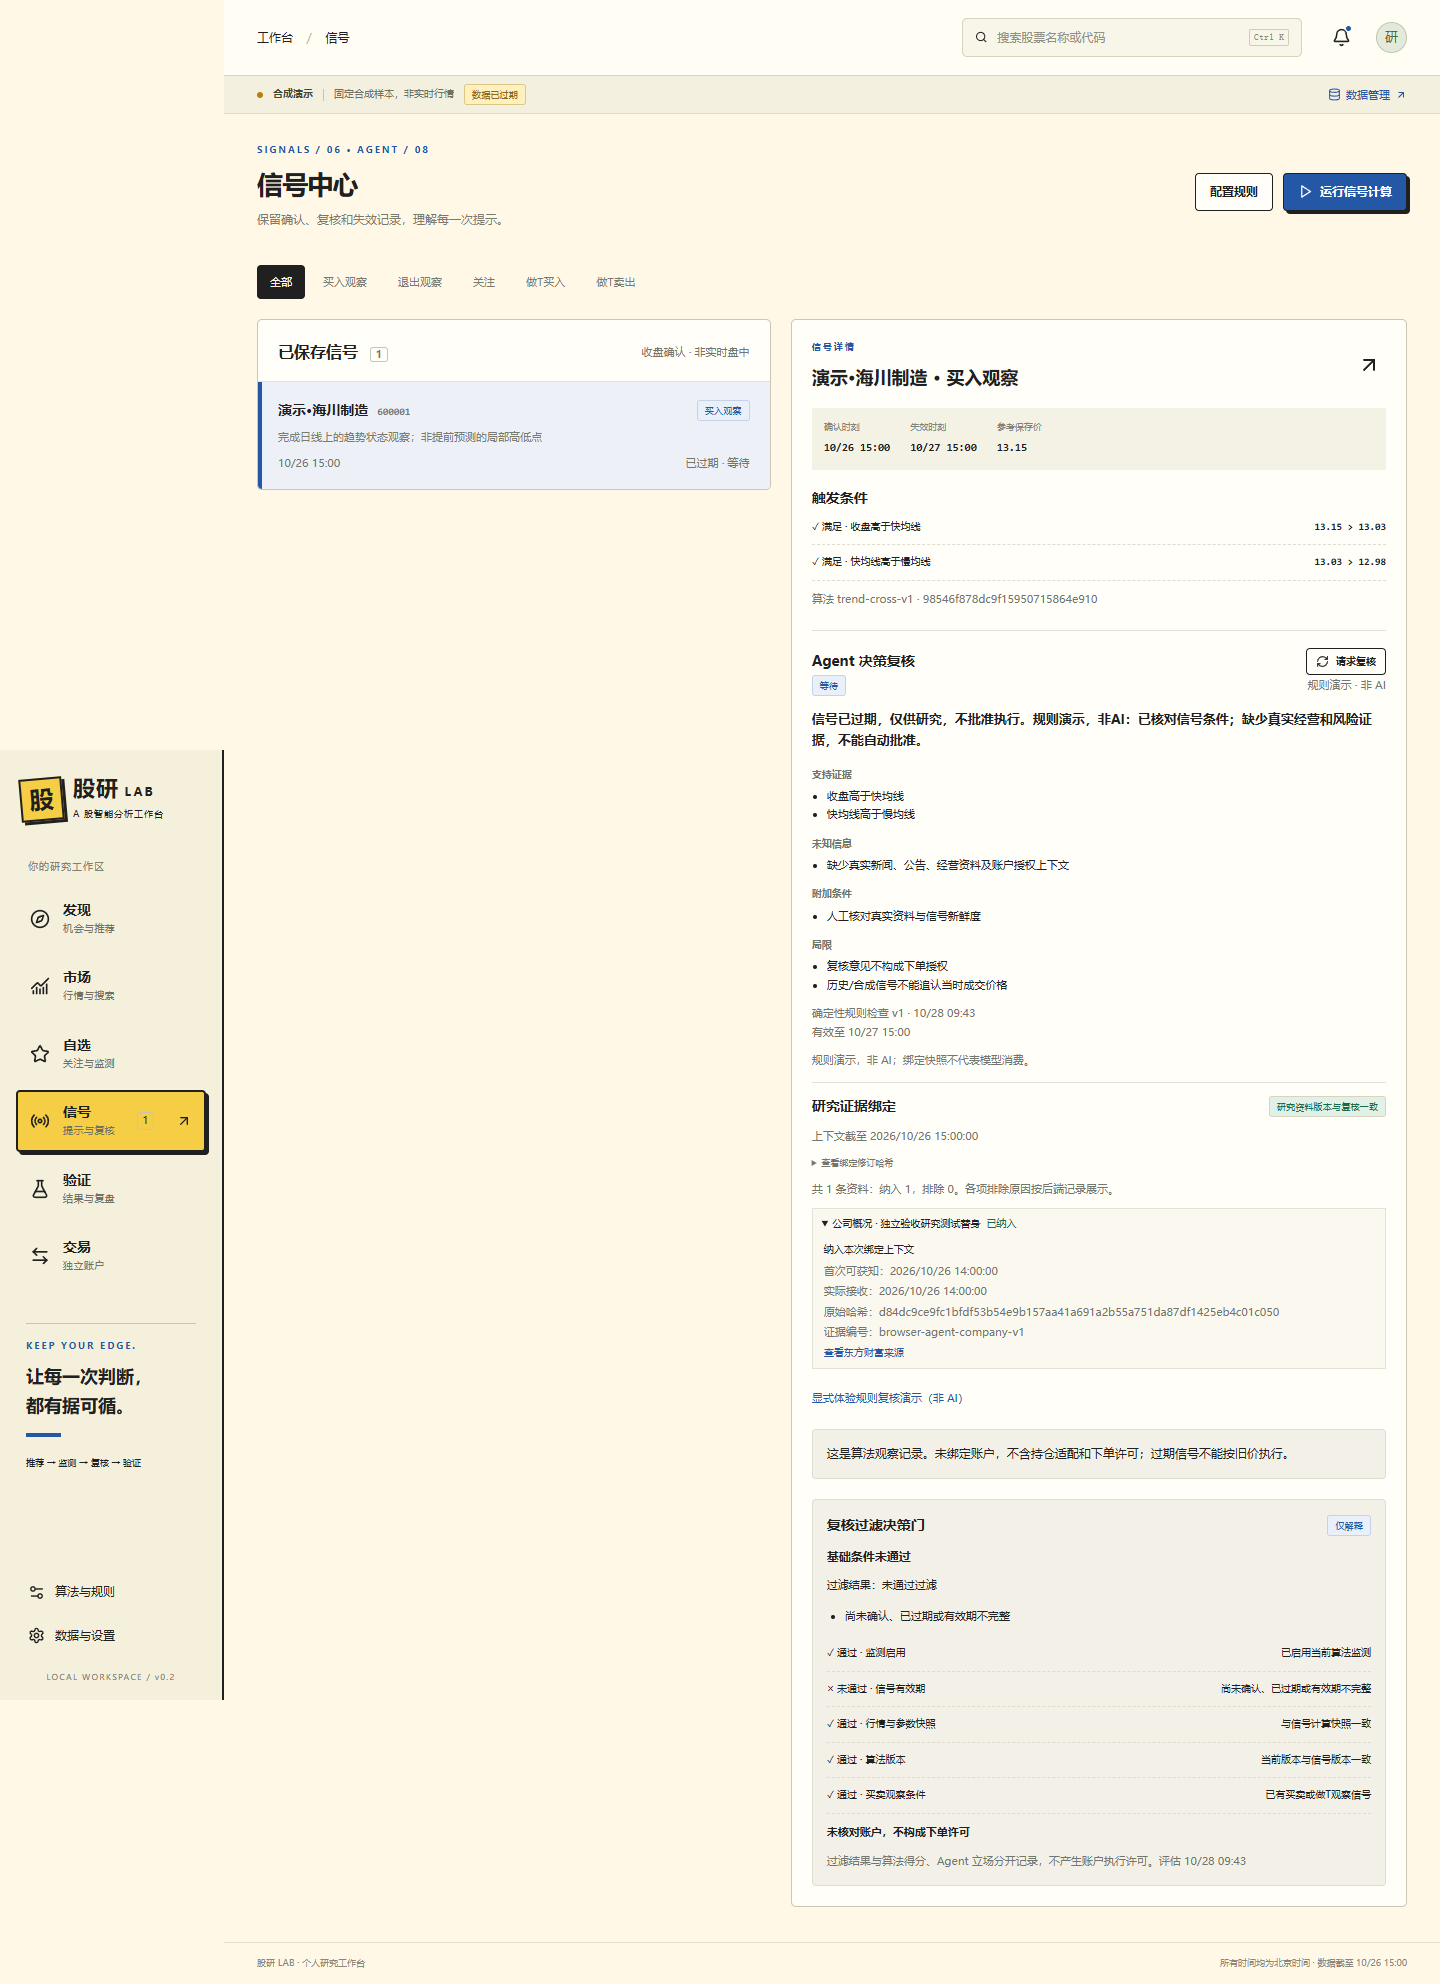 工作台 / 信号
搜索股票名称或代码 Ctrl K
研
合成演示 | 固定合成样本，非实时行情 数据已过期
数据管理
SIGNALS / 06 • AGENT / 08
信号中心
保留确认、复核和失效记录，理解每一次提示。
配置规则
运行信号计算
全部 买入观察 退出观察 关注 做T买入 做T卖出
已保存信号 1 收盘确认 · 非实时盘中
演示•海川制造 600001 买入观察
完成日线上的趋势状态观察；非提前预测的局部高低点
10/26 15:00 已过期 · 等待
信号详情
演示•海川制造 • 买入观察
确认时刻 失效时刻 参考保存价
10/26 15:00 10/27 15:00 13.15
触发条件
✓ 满足 · 收盘高于快均线 13.15 > 13.03
✓ 满足 · 快均线高于慢均线 13.03 > 12.98
算法 trend-cross-v1 · 98546f878dc9f15950715864e910
Agent 决策复核 请求复核
等待 规则演示 · 非 AI
信号已过期，仅供研究，不批准执行。规则演示，非AI：已核对信号条件；缺少真实经营和风险证
据，不能自动批准。
支持证据
• 收盘高于快均线
• 快均线高于慢均线
未知信息
• 缺少真实新闻、公告、经营资料及账户授权上下文
附加条件
• 人工核对真实资料与信号新鲜度
局限
• 复核意见不构成下单授权
• 历史/合成信号不能追认当时成交价格
确定性规则检查 v1 · 10/28 09:43
有效至 10/27 15:00
规则演示，非 AI；绑定快照不代表模型消费。
研究证据绑定 研究资料版本与复核一致
上下文截至 2026/10/26 15:00:00
▶ 查看绑定修订哈希
共 1 条资料：纳入 1，排除 0。各项排除原因按后端记录展示。
▼ 公司概况 · 独立验收研究测试替身 已纳入
纳入本次绑定上下文
首次可获知：2026/10/26 14:00:00
实际接收：2026/10/26 14:00:00
原始哈希：d84dc9ce9fc1bfdf53b54e9b157aa41a691a2b55a751da87df1425eb4c01c050
证据编号：browser-agent-company-v1
查看东方财富来源
显式体验规则复核演示（非 AI）
这是算法观察记录。未绑定账户，不含持仓适配和下单许可；过期信号不能按旧价执行。
复核过滤决策门 仅解释
基础条件未通过
过滤结果：未通过过滤
• 尚未确认、已过期或有效期不完整
✓ 通过 · 监测启用 已启用当前算法监测
× 未通过 · 信号有效期 尚未确认、已过期或有效期不完整
✓ 通过 · 行情与参数快照 与信号计算快照一致
✓ 通过 · 算法版本 当前版本与信号版本一致
✓ 通过 · 买卖观察条件 已有买卖或做T观察信号
未核对账户，不构成下单许可
过滤结果与算法得分、Agent 立场分开记录，不产生账户执行许可。评估 10/28 09:43
股 股研 LAB
A 股智能分析工作台
你的研究工作区
发现
机会与推荐
市场
行情与搜索
自选
关注与监测
信号 1
提示与复核
验证
结果与复盘
交易
独立账户
KEEP YOUR EDGE.
让每一次判断，
都有据可循。
推荐 → 监测 → 复核 → 验证
算法与规则
数据与设置
LOCAL WORKSPACE / v0.2
股研 LAB · 个人研究工作台 所有时间均为北京时间 · 数据截至 10/26 15:00